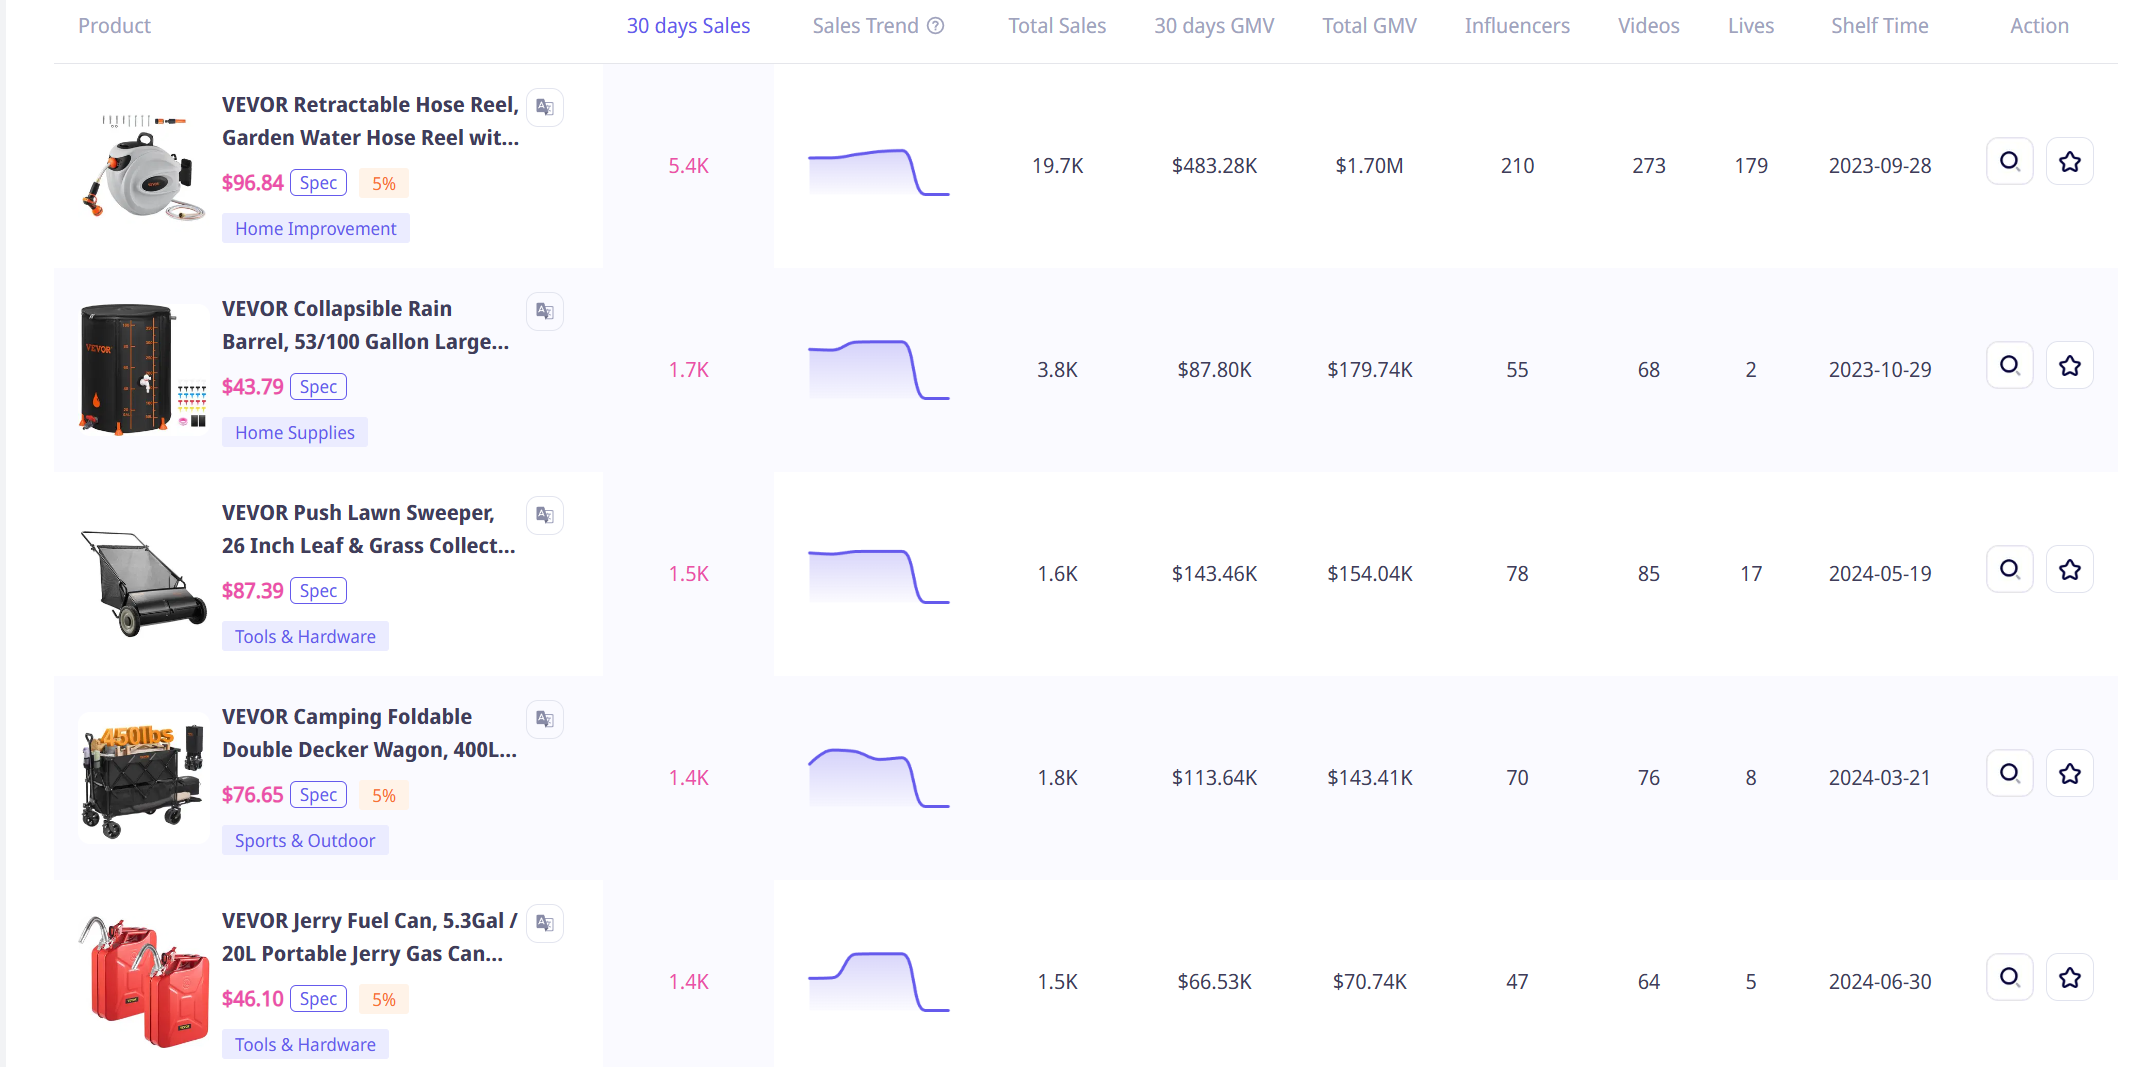 Product
30 days Sales
Sales Trend
Total Sales
30 days GMV
Total GMV
Influencers
Videos
Lives
Shelf Time
Action
VEVOR Retractable Hose Reel,
Garden Water Hose Reel wit...
$96.84 Spec 5%
Home Improvement
5.4K
19.7K
$483.28K
$1.70M
210
273
179
2023-09-28
VEVOR
VEVOR Collapsible Rain
Barrel, 53/100 Gallon Large...
$43.79 Spec
Home Supplies
1.7K
3.8K
$87.80K
$179.74K
55
68
2
2023-10-29
VEVOR Push Lawn Sweeper,
26 Inch Leaf & Grass Collect...
$87.39 Spec
Tools & Hardware
1.5K
1.6K
$143.46K
$154.04K
78
85
17
2024-05-19
450lbs
VEVOR Camping Foldable
Double Decker Wagon, 400L...
$76.65 Spec 5%
Sports & Outdoor
1.4K
1.8K
$113.64K
$143.41K
70
76
8
2024-03-21
VEVOR Jerry Fuel Can, 5.3Gal /
20L Portable Jerry Gas Can...
$46.10 Spec 5%
Tools & Hardware
1.4K
1.5K
$66.53K
$70.74K
47
64
5
2024-06-30